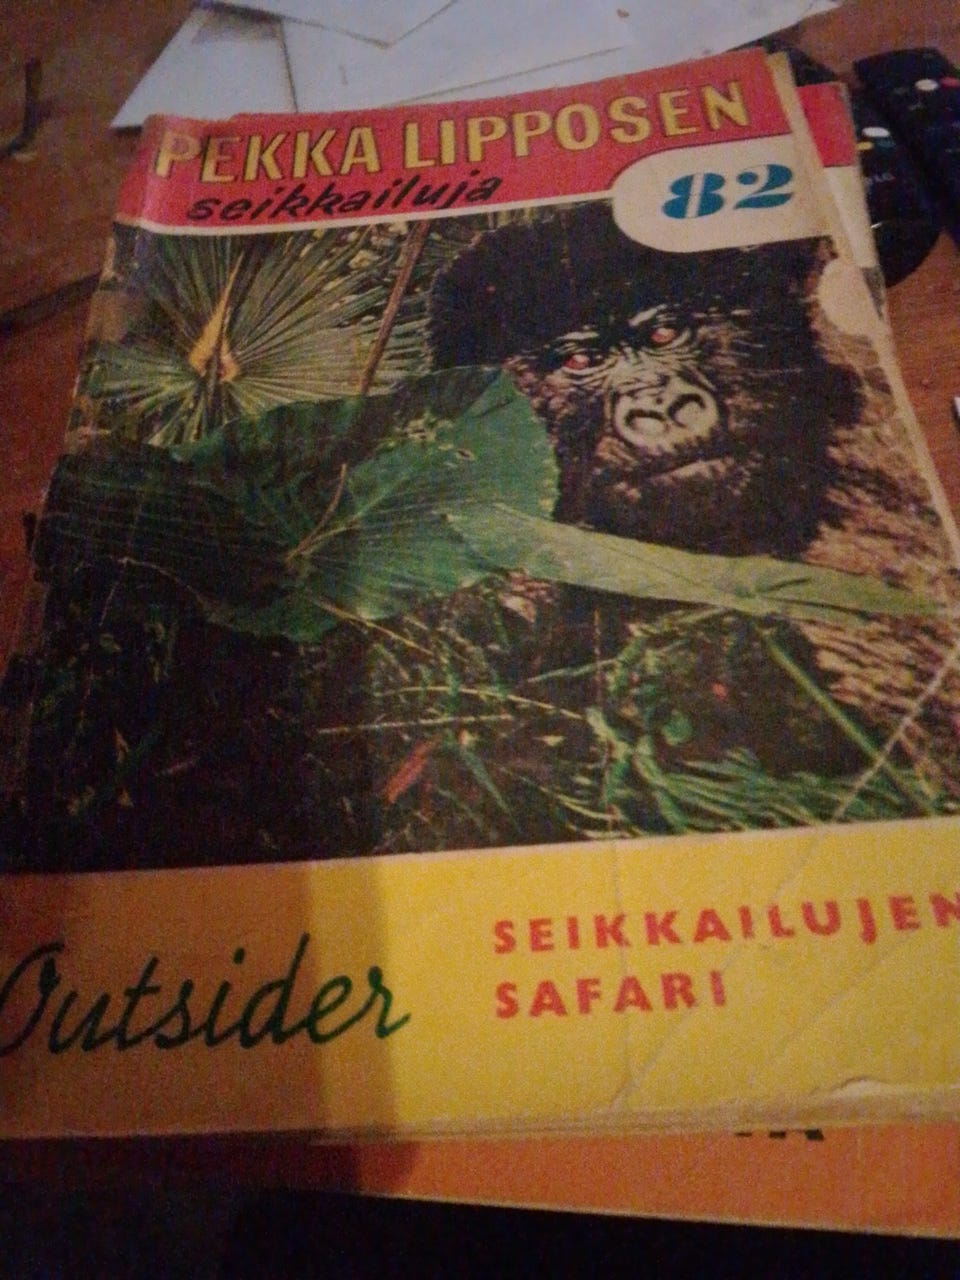 PEKKA LIPPOSEN
seikkailuja
82
Outsider
SEIKKAILUJEN
SAFARI